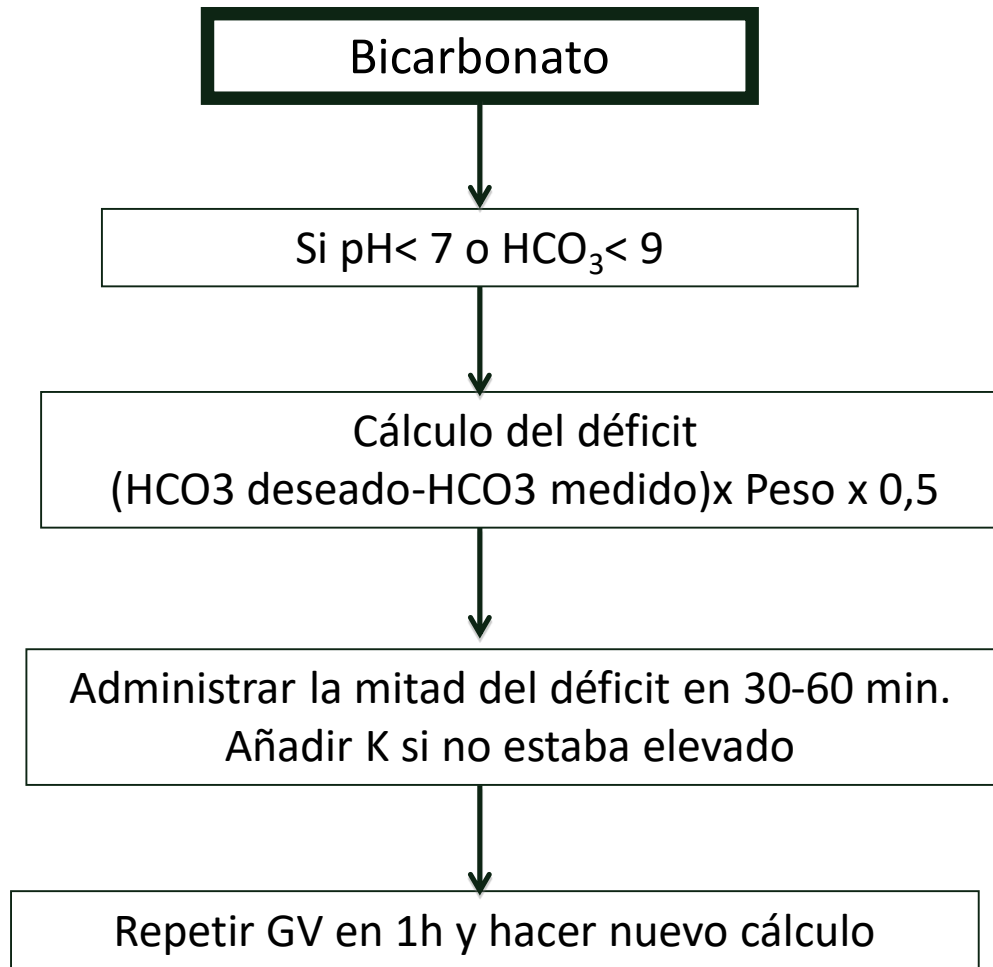 Bicarbonato
Si pH< 7 o HCO₃< 9
Cálculo del déficit
(HCO3 deseado-HCO3 medido)x Peso x 0,5
Administrar la mitad del déficit en 30-60 min.
Añadir K si no estaba elevado
Repetir GV en 1h y hacer nuevo cálculo